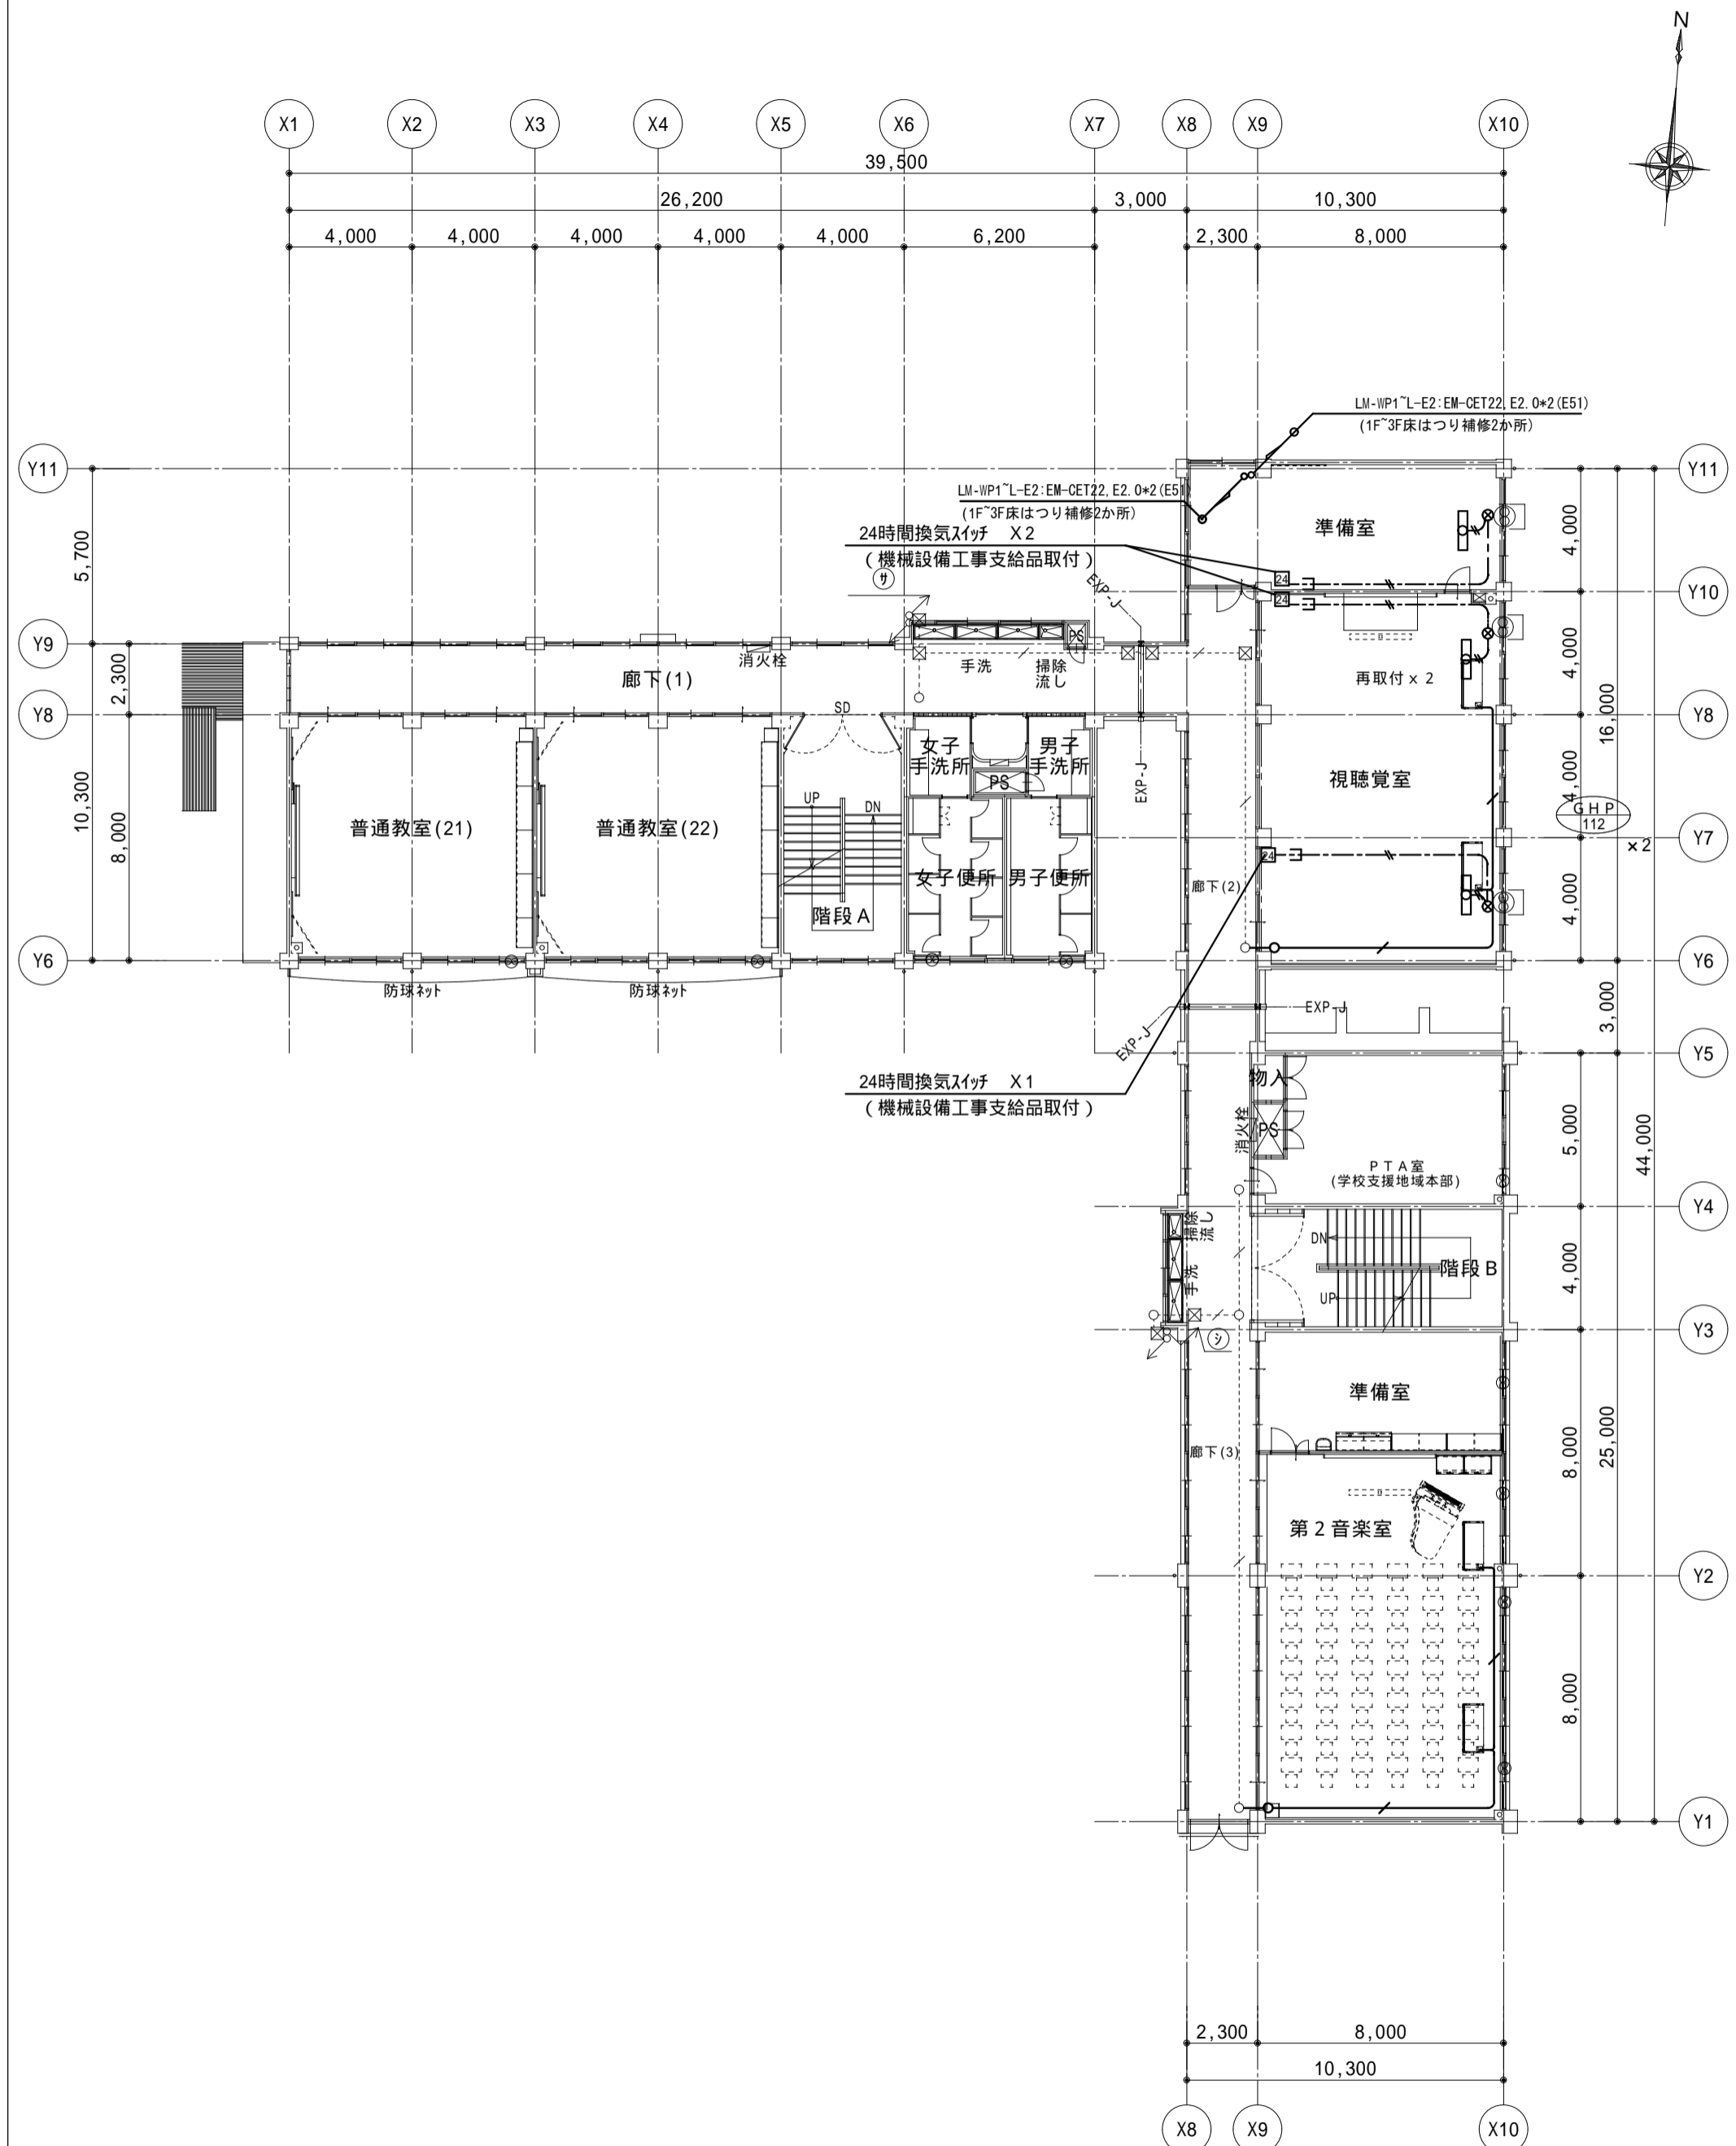 N
X1
X2
X3
X4
X5
X6
X7
X8
X9
X10
39,500
26,200
3,000
10,300
4,000
4,000
4,000
4,000
4,000
6,200
2,300
8,000
LM-WP1~L-E2:EM-CET22,E2.0*2(E51)
(1F~3F床はつり補修2か所)
Y11
Y11
LM-WP1~L-E2:EM-CET22,E2.0*2(E51)
(1F~3F床はつり補修2か所)
24時間換気スイッチ X2
(機械設備工事支給品取付)
サ
準備室
4,000
5,700
24
24
EXP-J
Y10
Y9
消火栓
廊下(1)
手洗
掃除
流し
PS
再取付x2
4,000
2,300
16,000
Y8
SD
Y8
女子
手洗所
男子
手洗所
PS
EXP-J
視聴覚室
4,000
GHP
112
×2
10,300
8,000
普通教室(21)
普通教室(22)
UP
DN
Y7
24
女子便所
男子便所
廊下(2)
4,000
階段A
Y6
Y6
防球ネット
防球ネット
3,000
EXP-J
EXP-J
Y5
24時間換気スイッチ X1
(機械設備工事支給品取付)
物入
消火栓
PS
5,000
44,000
PTA室
(学校支援地域本部)
Y4
掃除
流し
手洗
DN
階段B
UP
4,000
シ
Y3
準備室
8,000
25,000
廊下(3)
第2音楽室
Y2
8,000
Y1
2,300
8,000
10,300
X8
X9
X10